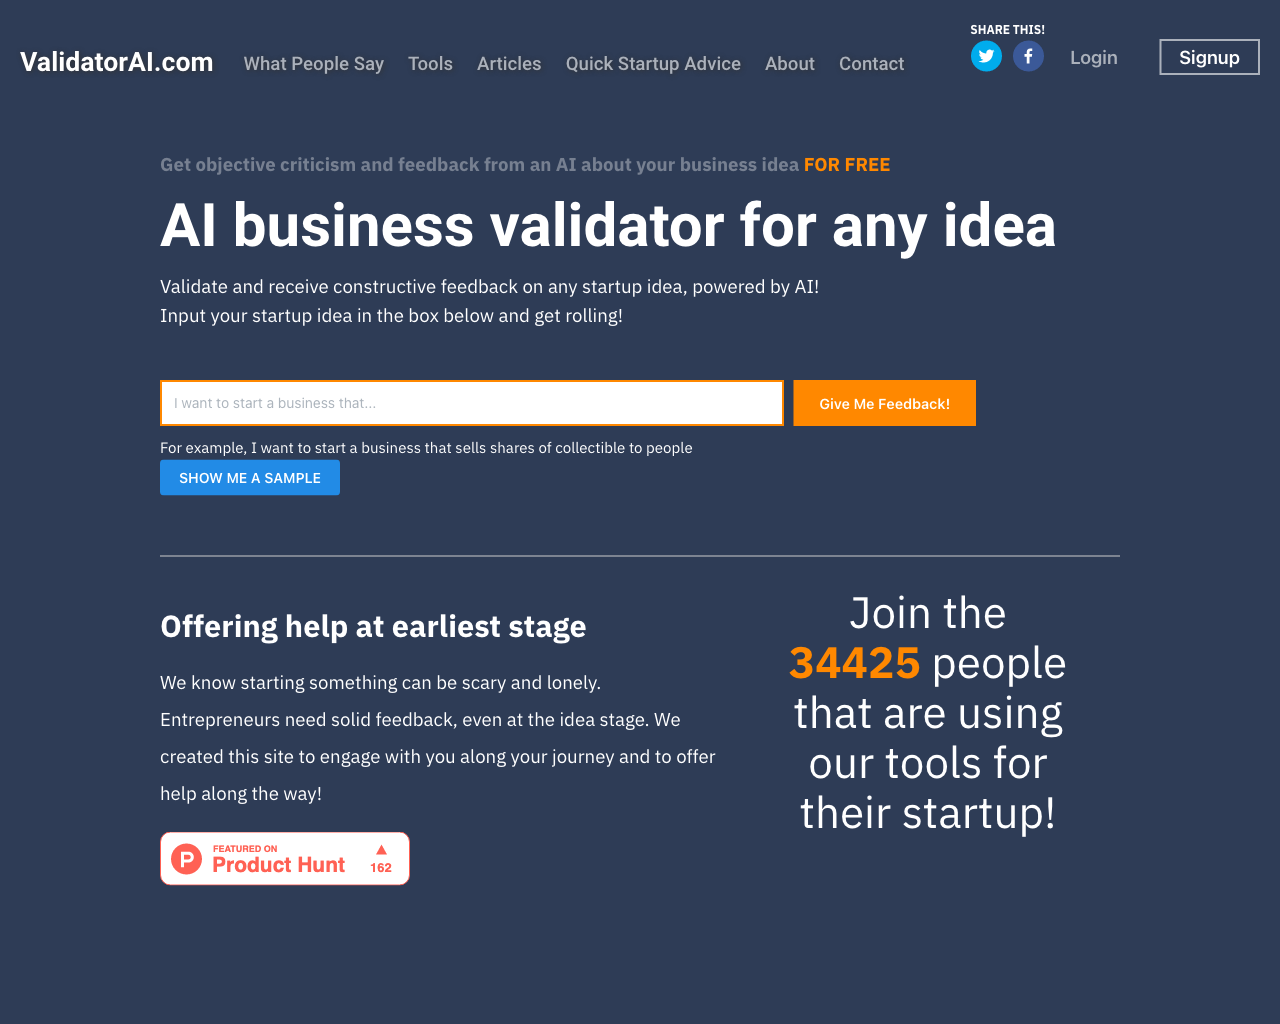 SHARE THIS!
ValidatorAI.com
What People Say
Tools
Articles
Quick Startup Advice
About
Contact
Login
Signup
Get objective criticism and feedback from an AI about your business idea FOR FREE
AI business validator for any idea
Validate and receive constructive feedback on any startup idea, powered by AI!
Input your startup idea in the box below and get rolling!
I want to start a business that...
Give Me Feedback!
For example, I want to start a business that sells shares of collectible to people
SHOW ME A SAMPLE
Offering help at earliest stage
We know starting something can be scary and lonely.
Entrepreneurs need solid feedback, even at the idea stage. We
created this site to engage with you along your journey and to offer
help along the way!
P
FEATURED ON
Product Hunt
162
Join the
34425 people
that are using
our tools for
their startup!